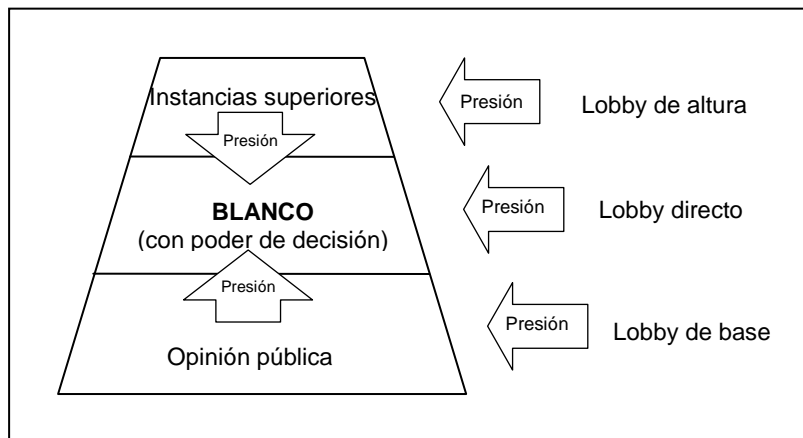 Instancias superiores
Presión
Presión
Lobby de altura
BLANCO
(con poder de decisión)
Presión
Lobby directo
Presión
Opinión pública
Presión
Lobby de base